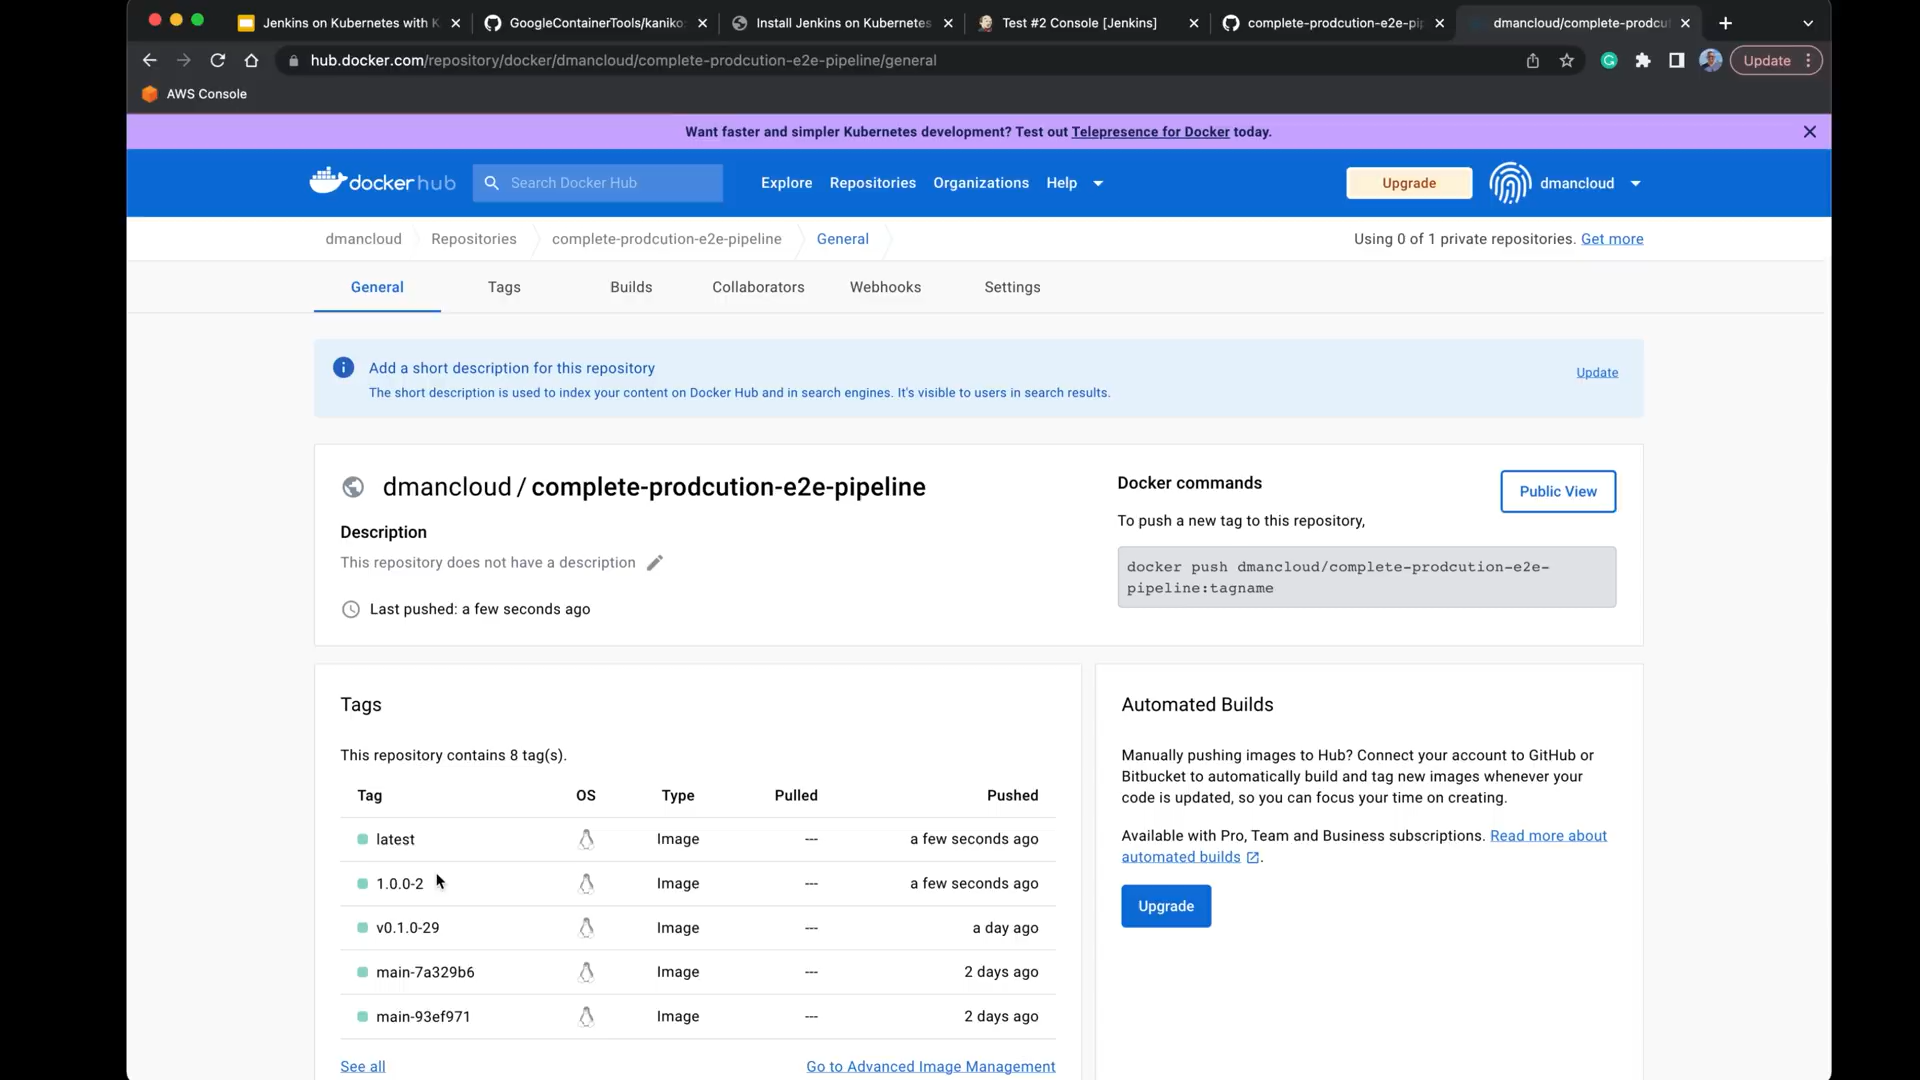 Jenkins on Kubernetes with K
GoogleContainerTools/kaniko
Install Jenkins on Kubernetes
Test #2 Console [Jenkins]
complete-prodcution-e2e-pip
dmancloud/complete-prodcut
hub.docker.com/repository/docker/dmancloud/complete-prodcution-e2e-pipeline/general
Update
AWS Console
Want faster and simpler Kubernetes development? Test out Telepresence for Docker today.
dockerhub
Search Docker Hub
Explore
Repositories
Organizations
Help
Upgrade
dmancloud
dmancloud
Repositories
complete-prodcution-e2e-pipeline
General
Using 0 of 1 private repositories. Get more
General
Tags
Builds
Collaborators
Webhooks
Settings
Add a short description for this repository
The short description is used to index your content on Docker Hub and in search engines. It's visible to users in search results.
Update
dmancloud / complete-prodcution-e2e-pipeline
Description
This repository does not have a description
Last pushed: a few seconds ago
Docker commands
Public View
To push a new tag to this repository,
docker push dmancloud/complete-prodcution-e2e-
pipeline:tagname
Tags
This repository contains 8 tag(s).
Tag OS Type Pulled Pushed
latest Image --- a few seconds ago
1.0.0-2 Image --- a few seconds ago
v0.1.0-29 Image --- a day ago
main-7a329b6 Image --- 2 days ago
main-93ef971 Image --- 2 days ago
See all
Go to Advanced Image Management
Automated Builds
Manually pushing images to Hub? Connect your account to GitHub or
Bitbucket to automatically build and tag new images whenever your
code is updated, so you can focus your time on creating.
Available with Pro, Team and Business subscriptions. Read more about
automated builds .
Upgrade